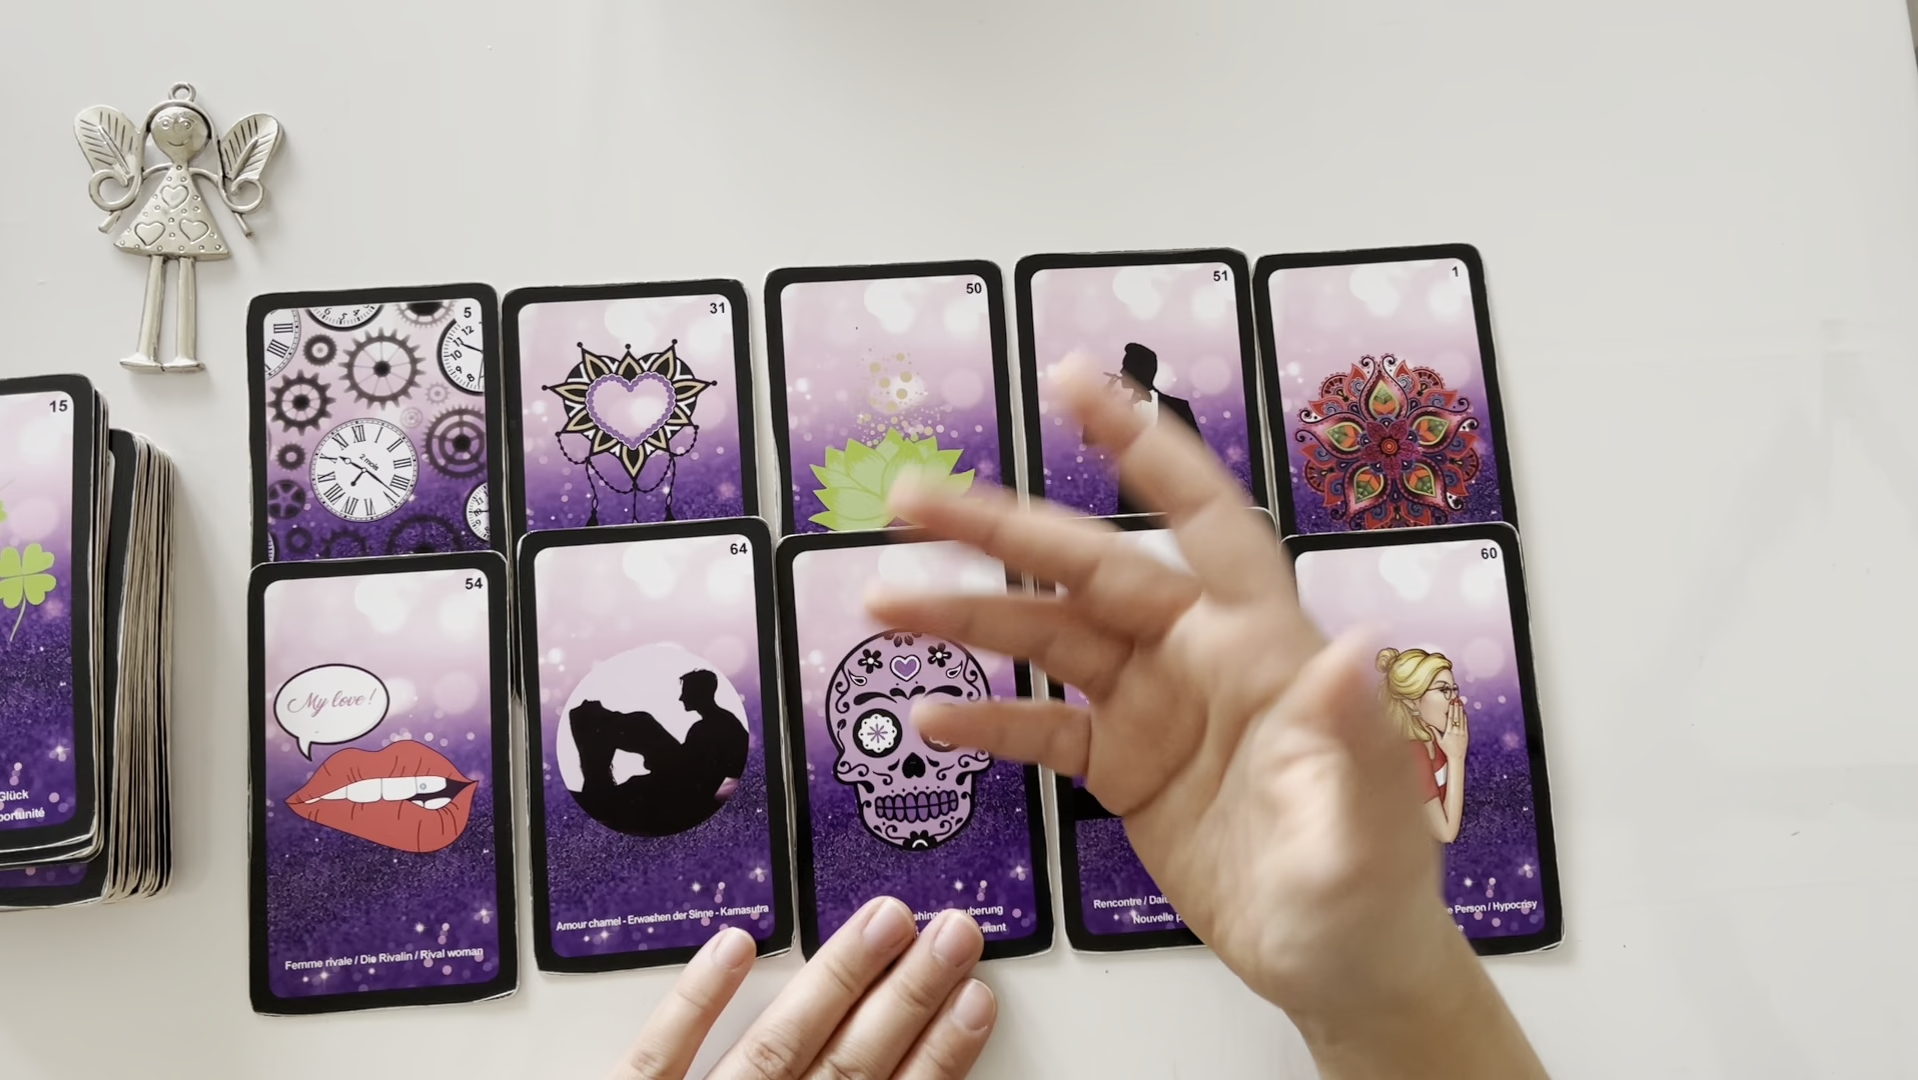 5
31
50
51
1
2 mois
15
Glück
54
My love!
Femme rivale / Die Rivalin / Rival woman
64
Amour charnel - Erwachen der Sinne - Kamasutra
Rencontre /
Nouvelle
60
Person / Hypocrisy